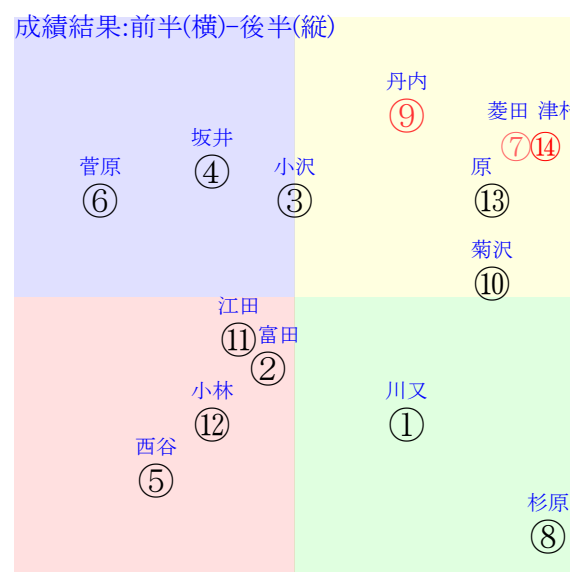 成績結果:前半(横)-後半(縦)
丹内
⑨
菱田 津村
⑦⑭
坂井
④
菅原
⑥
小沢
③
原
⑬
菊沢
⑩
江田
⑪
富田
②
小林
⑫
川又
①
西谷
⑤
杉原
⑧